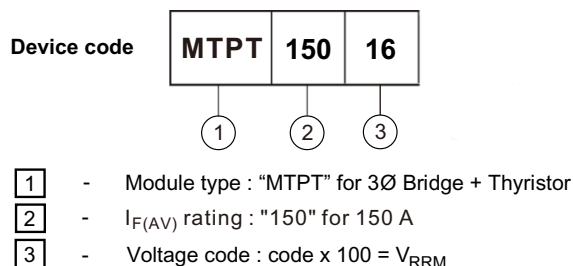 Device code MTPT 150 16
1 2 3
1 - Module type : “MTPT” for 3Ø Bridge + Thyristor
2 - IF(AV) rating : "150" for 150 A
3 - Voltage code : code x 100 = VRRM